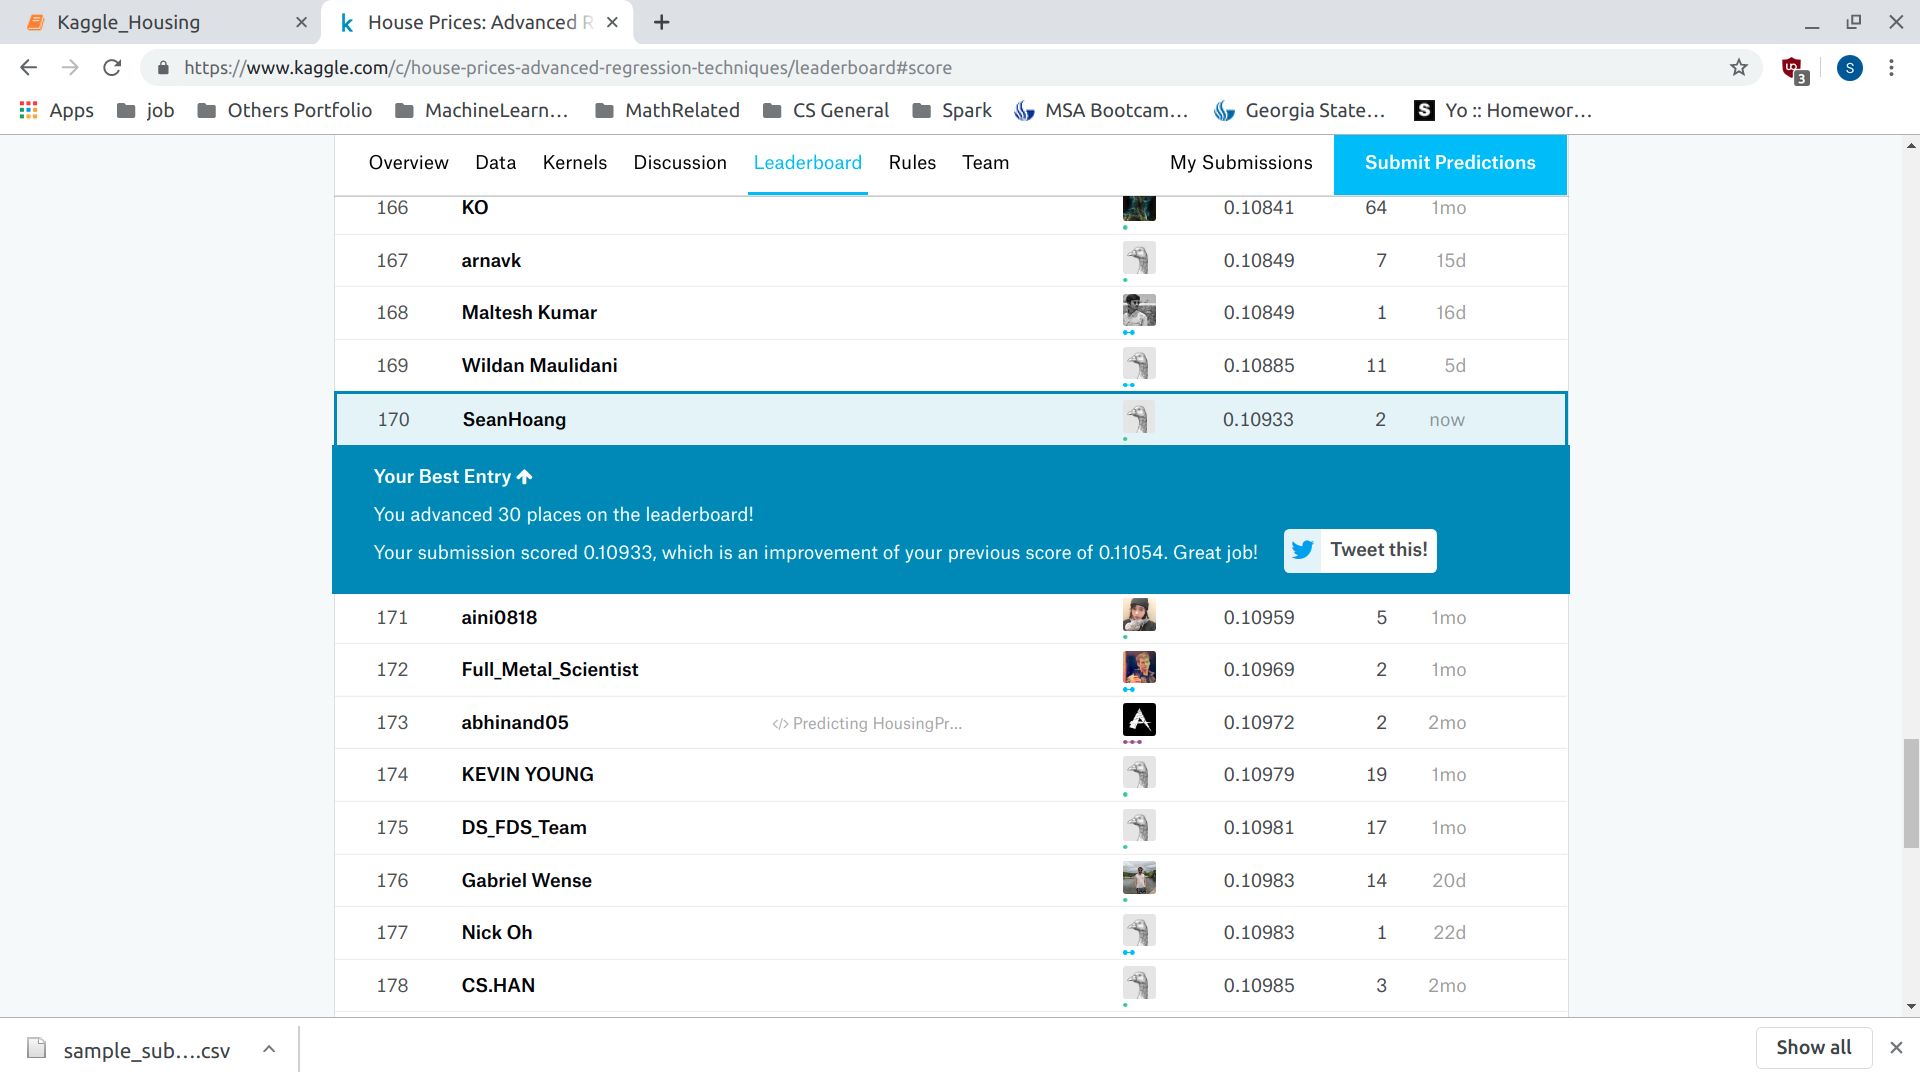 Kaggle_Housing
House Prices: Advanced R
https://www.kaggle.com/c/house-prices-advanced-regression-techniques/leaderboard#score
3
S
Apps job Others Portfolio MachineLearn... MathRelated CS General Spark MSA Bootcam... Georgia State... S Yo :: Homewor...
Overview Data Kernels Discussion Leaderboard Rules Team My Submissions Submit Predictions
166 KO 0.10841 64 1mo
167 arnavk 0.10849 7 15d
168 Maltesh Kumar 0.10849 1 16d
169 Wildan Maulidani 0.10885 11 5d
170 SeanHoang 0.10933 2 now
Your Best Entry
You advanced 30 places on the leaderboard!
Your submission scored 0.10933, which is an improvement of your previous score of 0.11054. Great job! Tweet this!
171 aini0818 0.10959 5 1mo
172 Full_Metal_Scientist 0.10969 2 1mo
173 abhinand05 </> Predicting HousingPr... 0.10972 2 2mo
174 KEVIN YOUNG 0.10979 19 1mo
175 DS_FDS_Team 0.10981 17 1mo
176 Gabriel Wense 0.10983 14 20d
177 Nick Oh 0.10983 1 22d
178 CS.HAN 0.10985 3 2mo
sample_sub....csv Show all